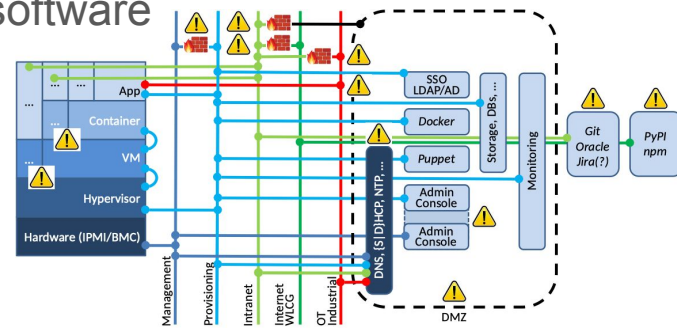 software
...
...
...
...
App
Container
...
VM
Hypervisor
Hardware (IPMI/BMC)
Management
Provisioning
Intranet
Internet
WLCG
OT
Industrial
SSO
LDAP/AD
Docker
Puppet
Admin
Console
Admin
Console
DNS, [S|D]HCP, NTP, ...
Storage, DBs, ...
Monitoring
DMZ
Git
Oracle
Jira(?)
PyPI
npm